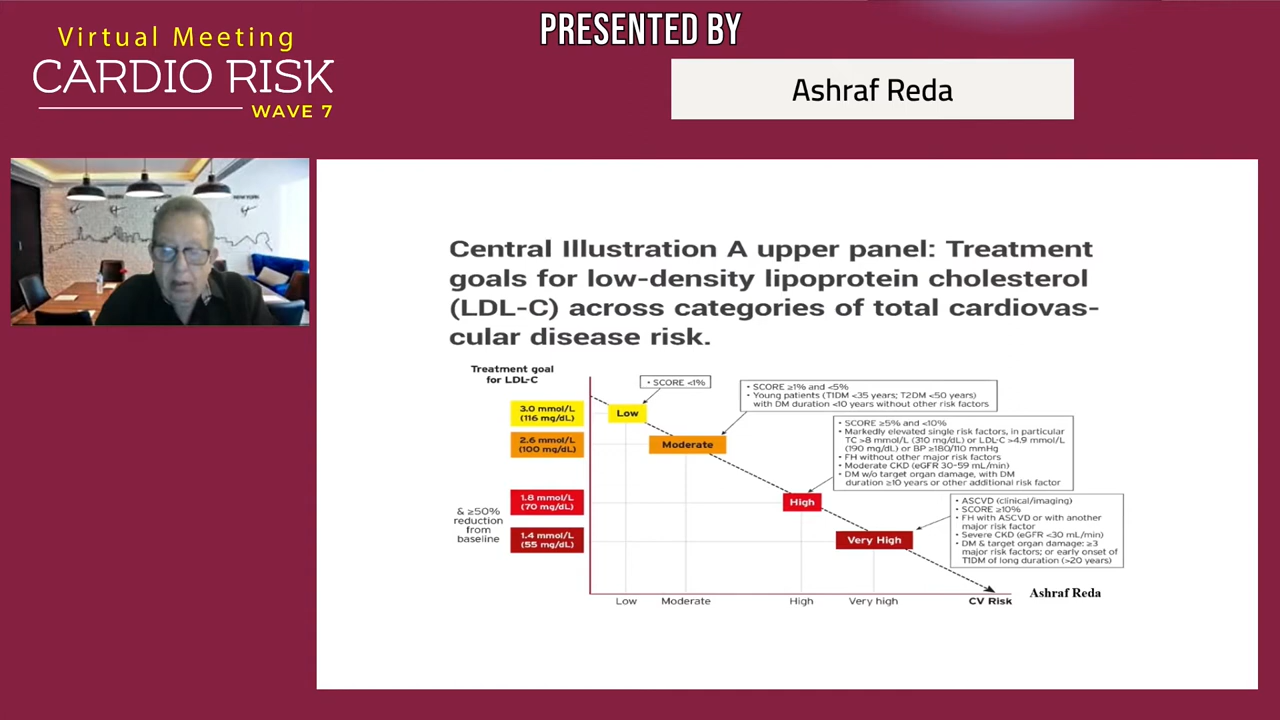 PRESENTED BY
Virtual Meeting
CARDIO RISK
WAVE 7
Ashraf Reda
NEW YORK
Central Illustration A upper panel: Treatment
goals for low-density lipoprotein cholesterol
(LDL-C) across categories of total cardiovas-
cular disease risk.
Treatment goal
for LDL-C
• SCORE <1%
• SCORE ≥1% and <5%
• Young patients (T1DM <35 years; T2DM <50 years)
with DM duration <10 years without other risk factors
3.0 mmol/L
(116 mg/dL)
Low
2.6 mmol/L
(100 mg/dL)
Moderate
• SCORE ≥5% and <10%
• Markedly elevated single risk factors, in particular
TC >8 mmol/L (310 mg/dL) or LDL-C >4.9 mmol/L
(190 mg/dL) or BP ≥180/110 mmHg
• FH without other major risk factors
• Moderate CKD (eGFR 30-59 mL/min)
• DM w/o target organ damage, with DM
duration ≥10 years or other additional risk factor
1.8 mmol/L
(70 mg/dL)
High
& ≥50%
reduction
from
baseline
1.4 mmol/L
(55 mg/dL)
Very High
• ASCVD (clinical/imaging)
• SCORE ≥10%
• FH with ASCVD or with another
major risk factor
• Severe CKD (eGFR <30 mL/min)
• DM & target organ damage: ≥3
major risk factors; or early onset of
T1DM of long duration (>20 years)
Low
Moderate
High
Very high
CV Risk
Ashraf Reda